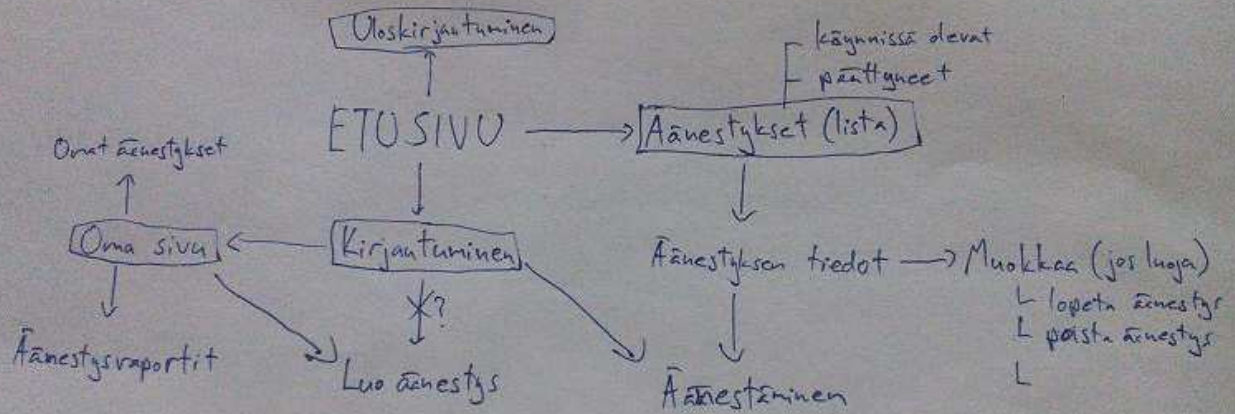 Uloskirjautuminen
käynnissä olevat
päättyneet
ETUSIVU
Äänestykset (lista)
Omat äänestykset
Oma sivu
Kirjautuminen
Äänestyksen tiedot
Muokkaa (jos luoja)
lopeta äänestys
poista äänestys
?
Äänestysraportit
Luo äänestys
Äänestäminen